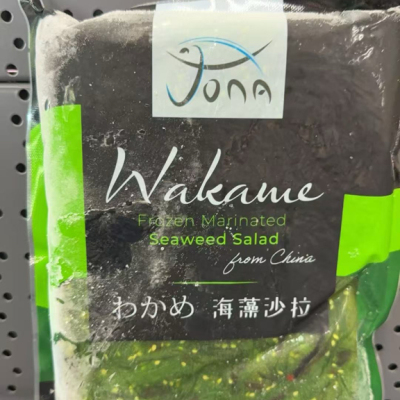 JONA
Wakame
Frozen Marinated
Seaweed Salad
from China
わかめ 海藻沙拉